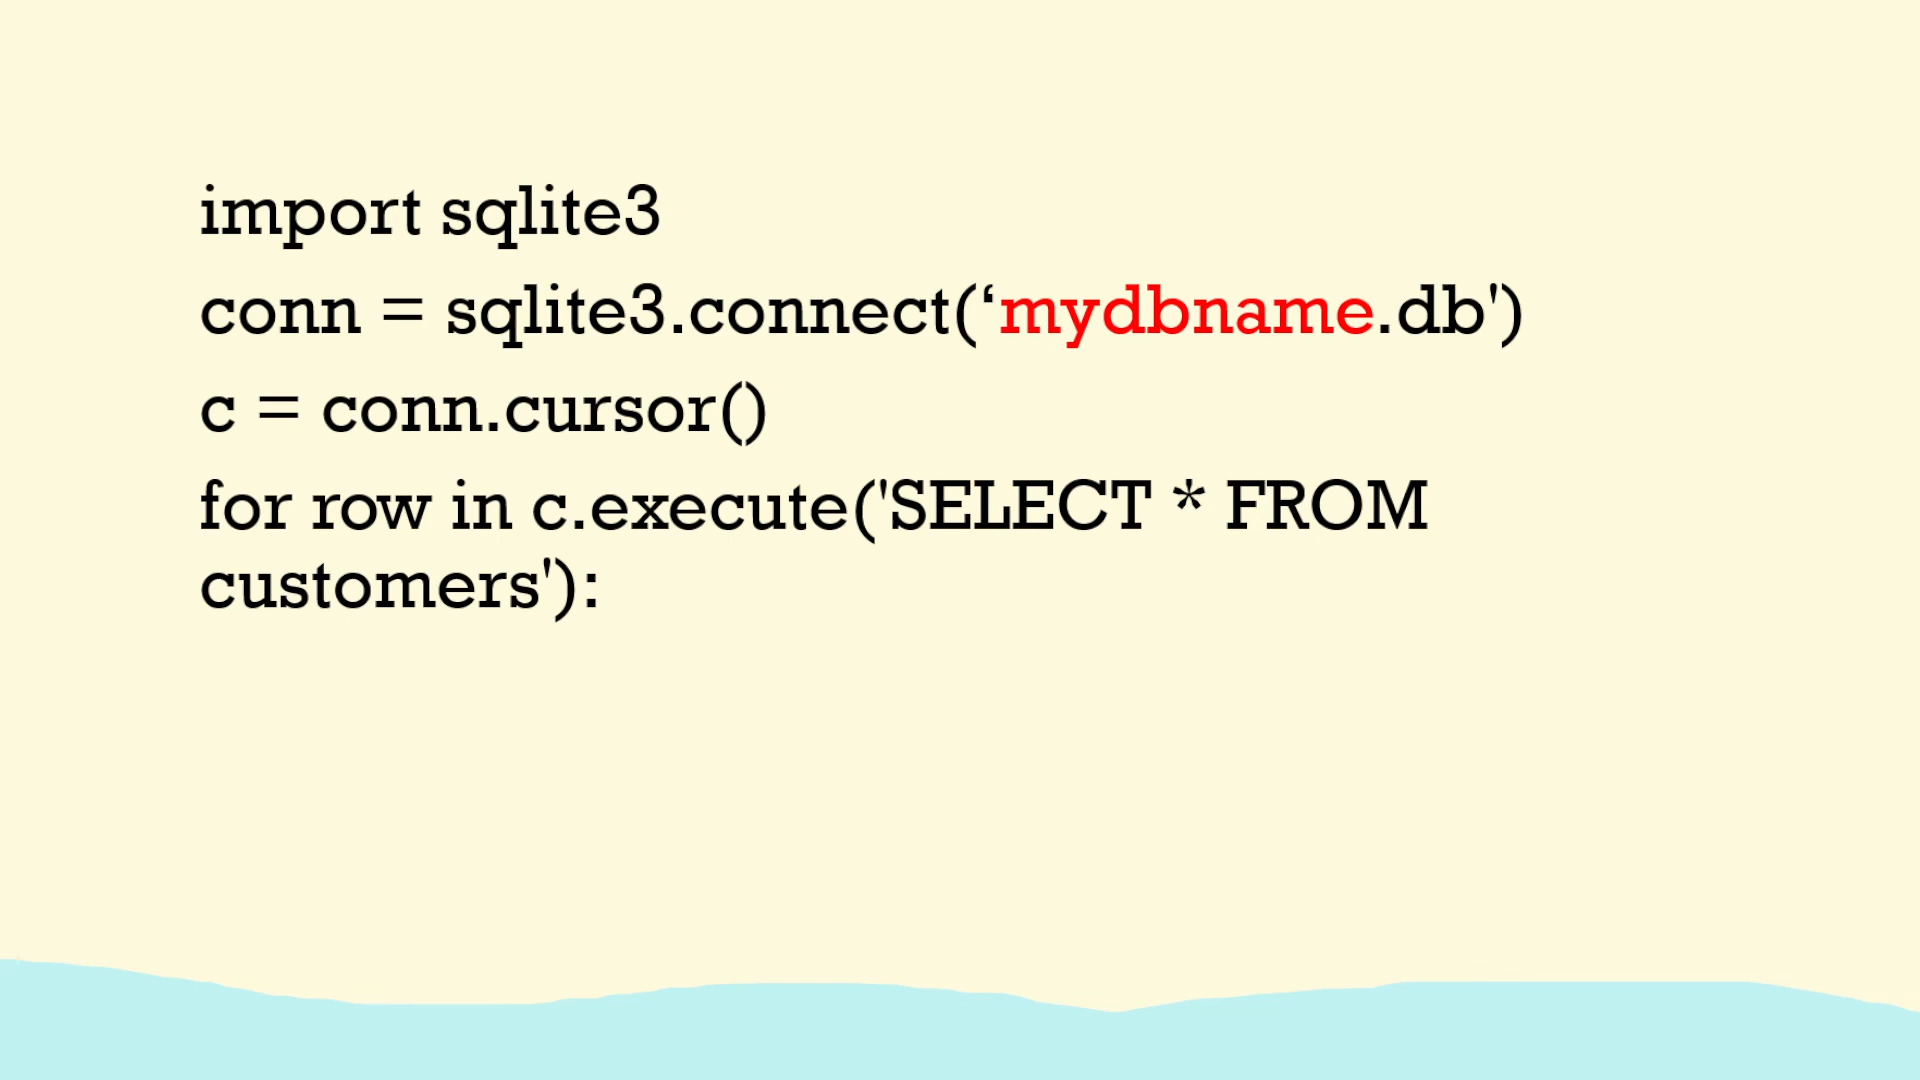 import sqlite3
conn = sqlite3.connect(‘mydbname.db')
c = conn.cursor()
for row in c.execute('SELECT * FROM
customers'):